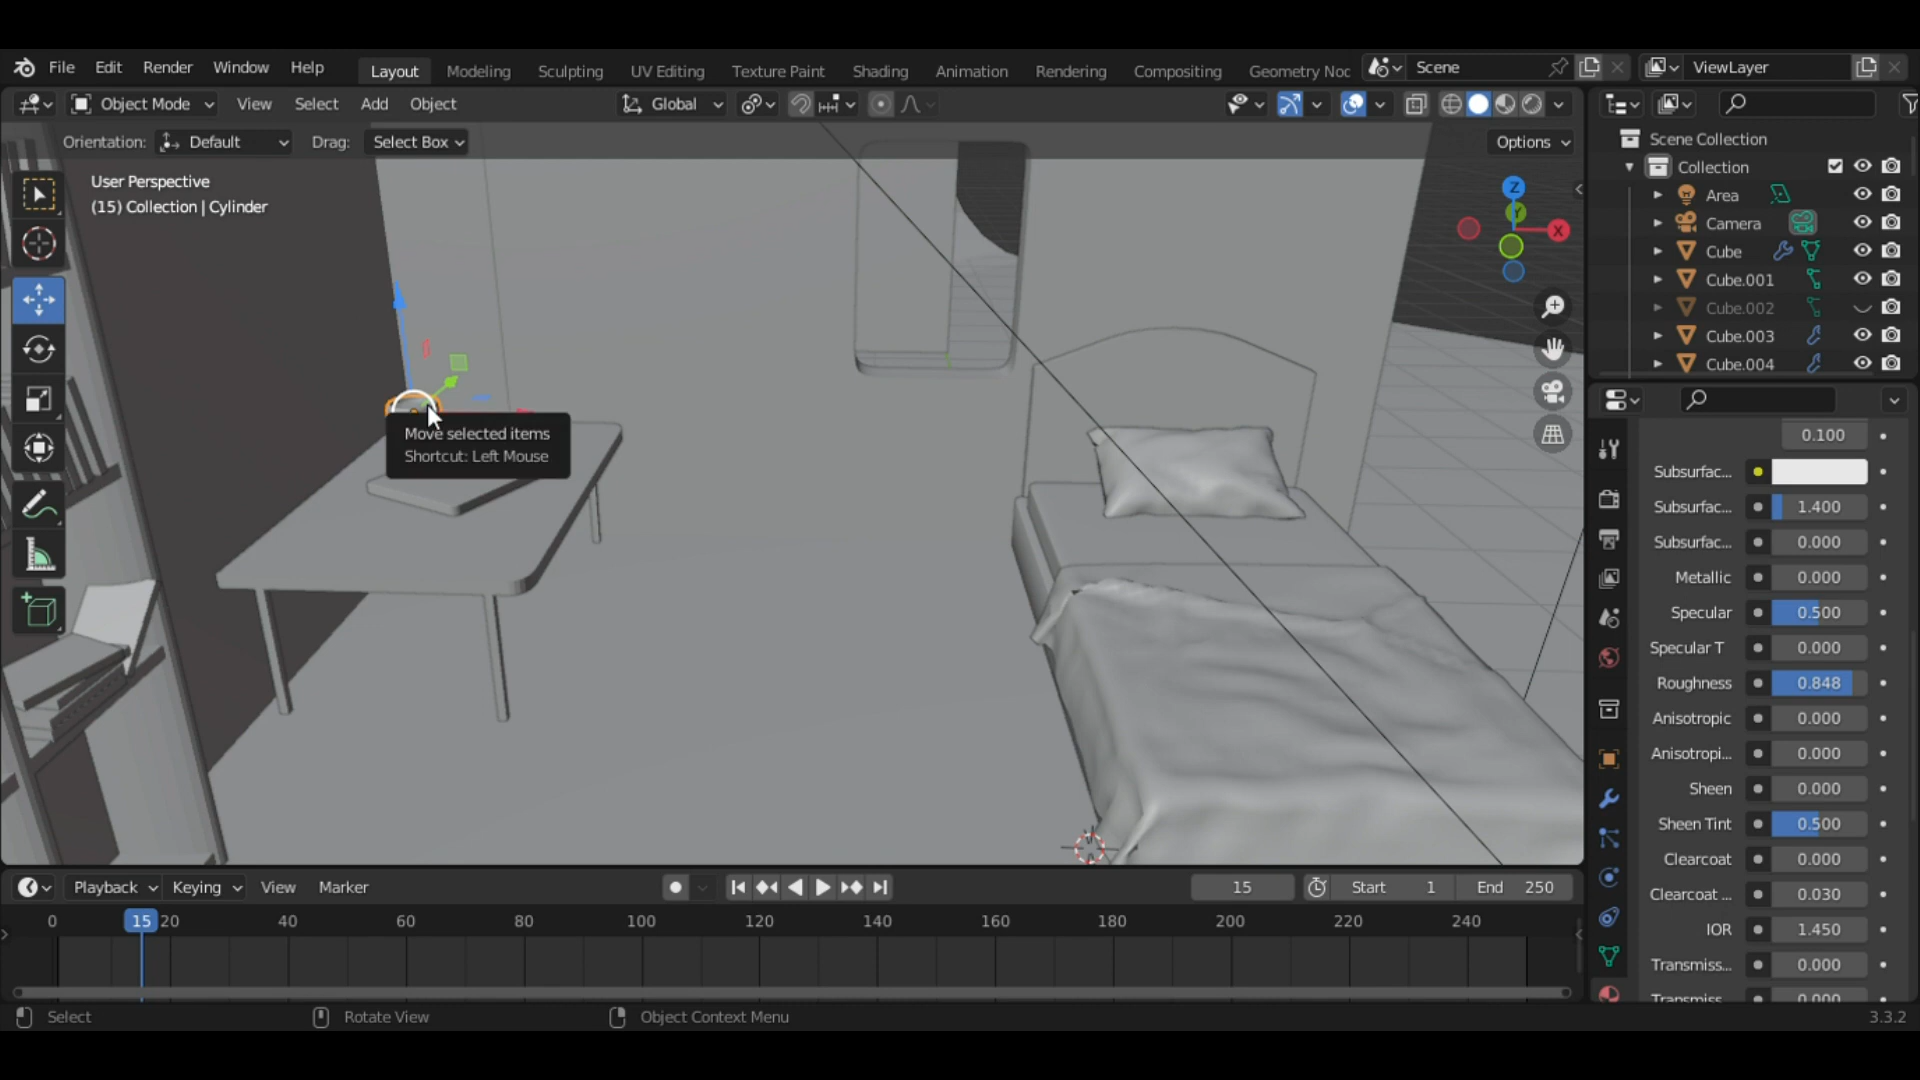 File Edit Render Window Help Layout Modeling Sculpting UV Editing Texture Paint Shading Animation Rendering Compositing Geometry Noc Scene ViewLayer
Object Mode View Select Add Object Global
Orientation: Default Drag: Select Box Options
User Perspective
(15) Collection | Cylinder
Z
Y
X
Move selected items
Shortcut: Left Mouse
Scene Collection
Collection
Area
Camera
Cube
Cube.001
Cube.002
Cube.003
Cube.004
0.100
Subsurfac...
Subsurfac... 1.400
Subsurfac... 0.000
Metallic 0.000
Specular 0.500
Specular T 0.000
Roughness 0.848
Anisotropic 0.000
Anisotropi... 0.000
Sheen 0.000
Sheen Tint 0.500
Clearcoat 0.000
Clearcoat ... 0.030
IOR 1.450
Transmiss... 0.000
Transmiss... 0.000
Playback Keying View Marker 15 Start 1 End 250
0 15 20 40 60 80 100 120 140 160 180 200 220 240
Select Rotate View Object Context Menu 3.3.2